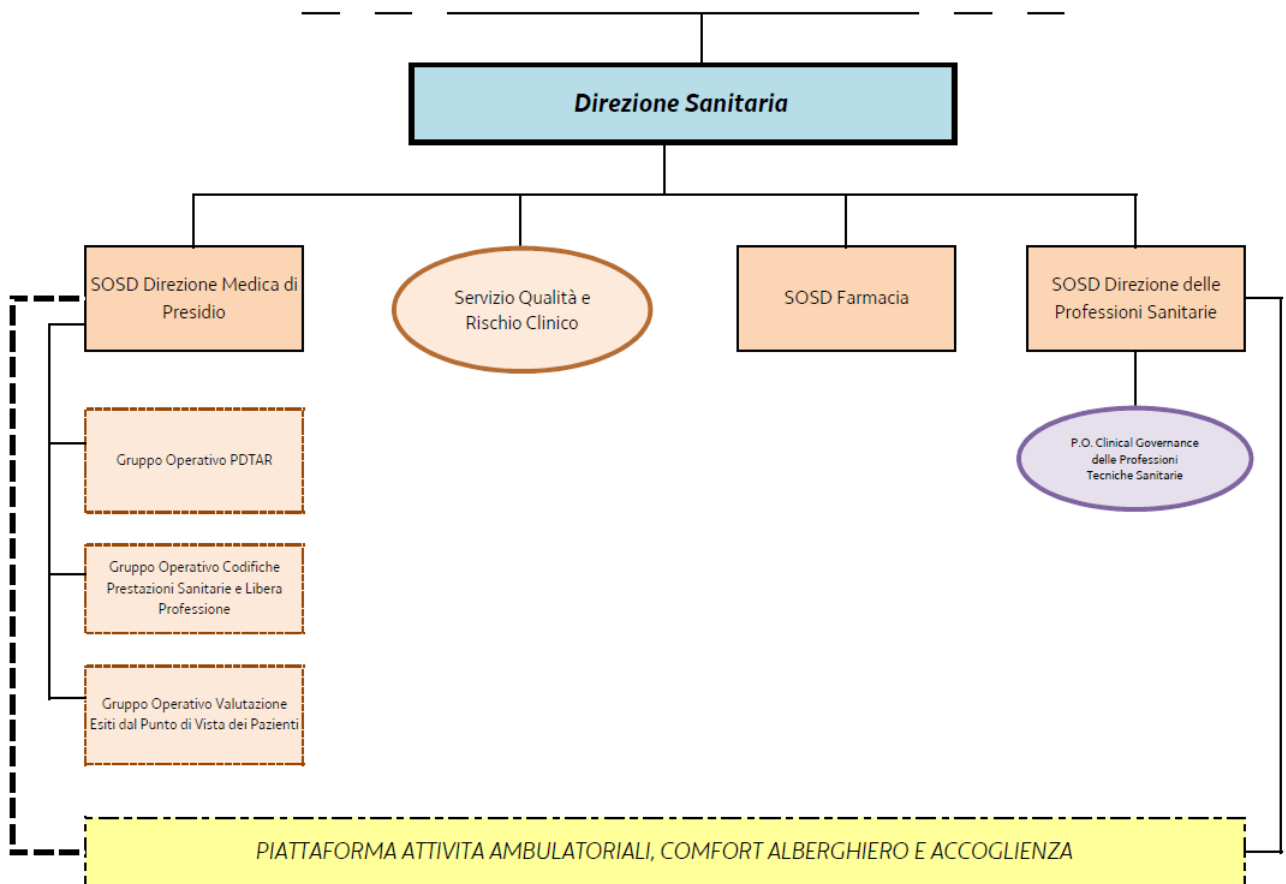 Direzione Sanitaria
SOSD Direzione Medica di
Presidio
Servizio Qualità e
Rischio Clinico
SOSD Farmacia
SOSD Direzione delle
Professioni Sanitarie
Gruppo Operativo PDTAR
P.O. Clinical Governance
delle Professioni
Tecniche Sanitarie
Gruppo Operativo Codifiche
Prestazioni Sanitarie e Libera
Professione
Gruppo Operativo Valutazione
Esiti dal Punto di Vista dei Pazienti
PIATTAFORMA ATTIVITA AMBULATORIALI, COMFORT ALBERGHIERO E ACCOGLIENZA